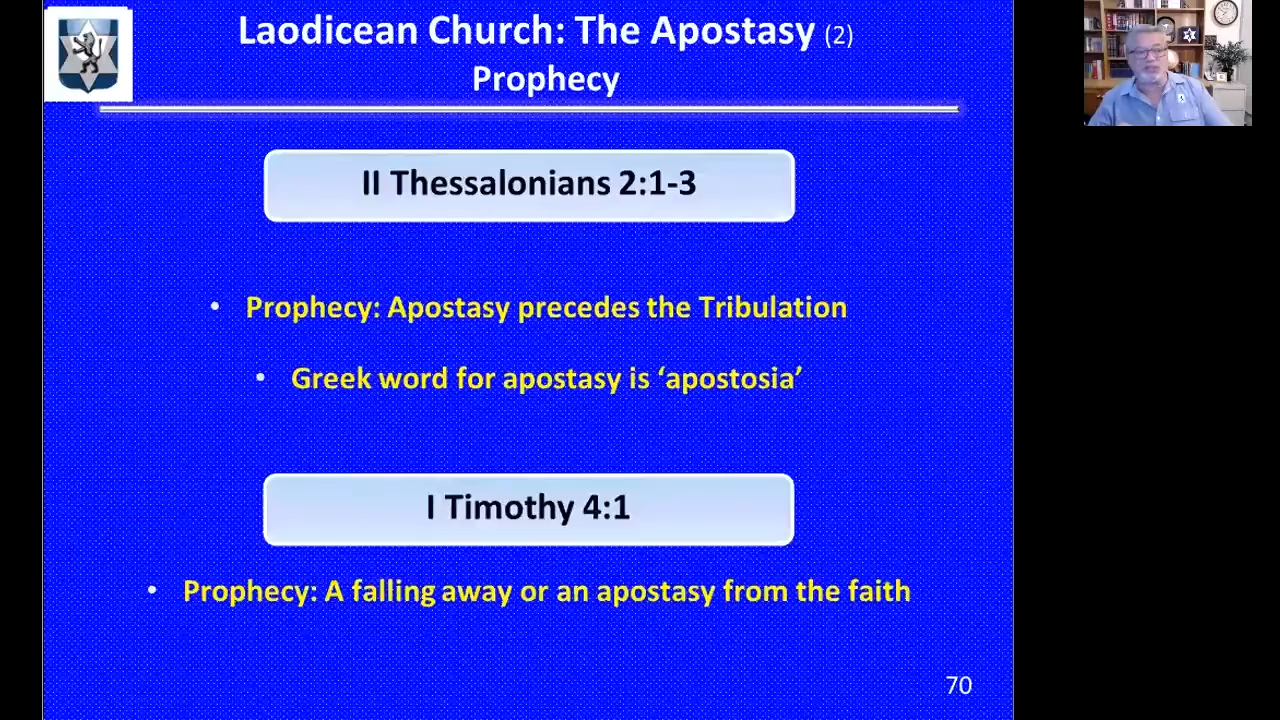 Laodicean Church: The Apostasy (2)
Prophecy
II Thessalonians 2:1-3
• Prophecy: Apostasy precedes the Tribulation
• Greek word for apostasy is ‘apostosia’
I Timothy 4:1
• Prophecy: A falling away or an apostasy from the faith
70